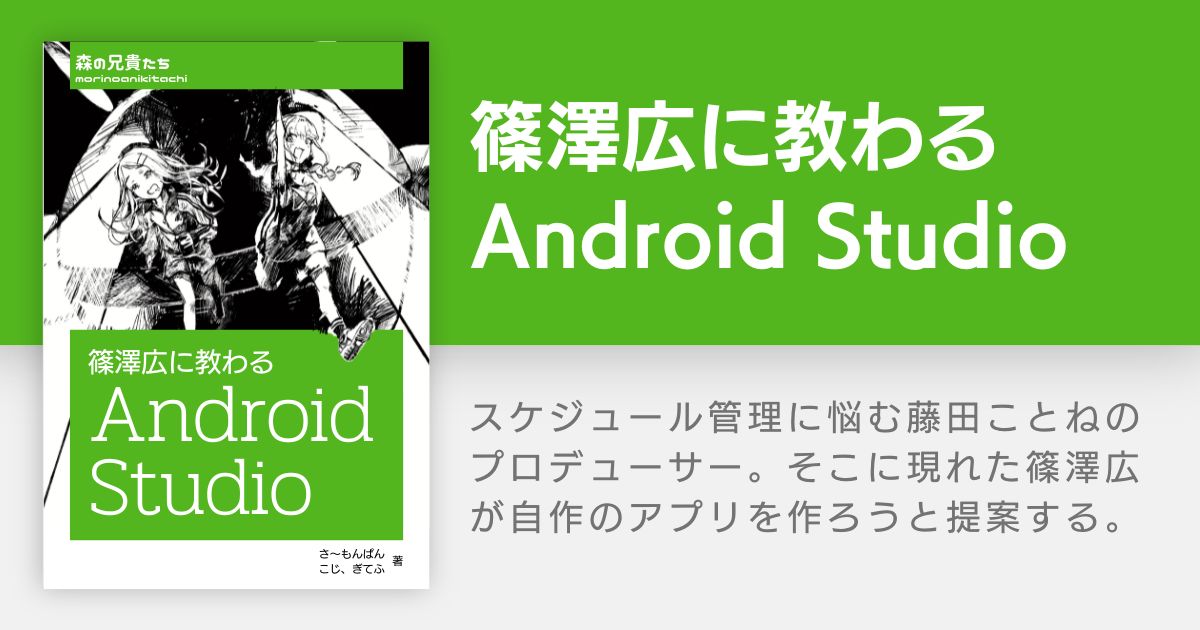 森の兄貴たち
morinoanikitachi
篠澤広に教わる
Android
Studio
さ～もんぱん
こじ、ぎてふ
著
篠澤広に教わる
Android Studio
スケジュール管理に悩む藤田ことねの
プロデューサー。そこに現れた篠澤広
が自作のアプリを作ろうと提案する。